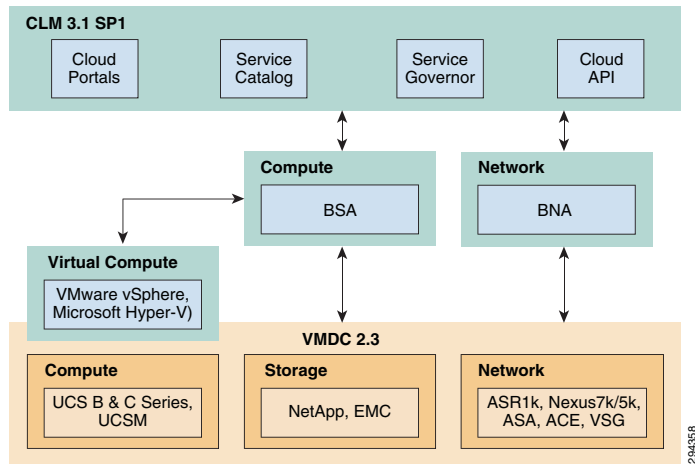 CLM 3.1 SP1
Cloud
Portals
Service
Catalog
Service
Governor
Cloud
API
Compute
BSA
Network
BNA
Virtual Compute
VMware vSphere,
Microsoft Hyper-V)
VMDC 2.3
Compute
UCS B & C Series,
UCSM
Storage
NetApp, EMC
Network
ASR1k, Nexus7k/5k,
ASA, ACE, VSG
294358